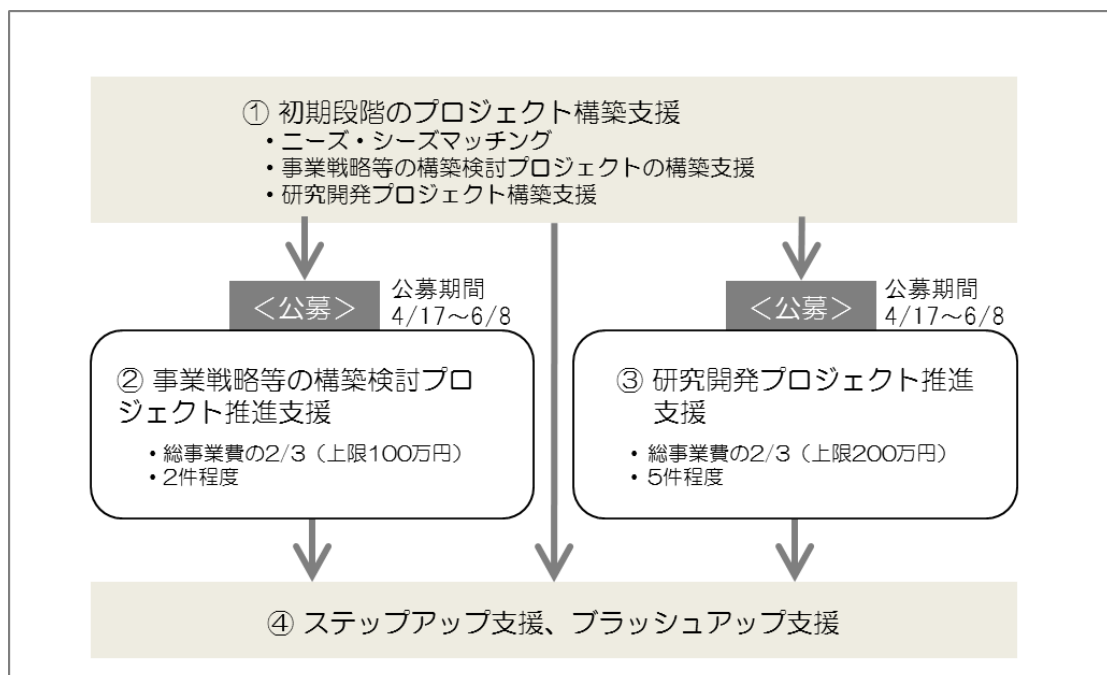 ① 初期段階のプロジェクト構築支援
・ニーズ・シーズマッチング
・事業戦略等の構築検討プロジェクトの構築支援
・研究開発プロジェクト構築支援
＜公募＞
公募期間
4/17～6/8
② 事業戦略等の構築検討プロ
ジェクト推進支援
・総事業費の2/3（上限100万円）
・2件程度
＜公募＞
公募期間
4/17～6/8
③ 研究開発プロジェクト推進
支援
・総事業費の2/3（上限200万円）
・5件程度
④ ステップアップ支援、ブラッシュアップ支援